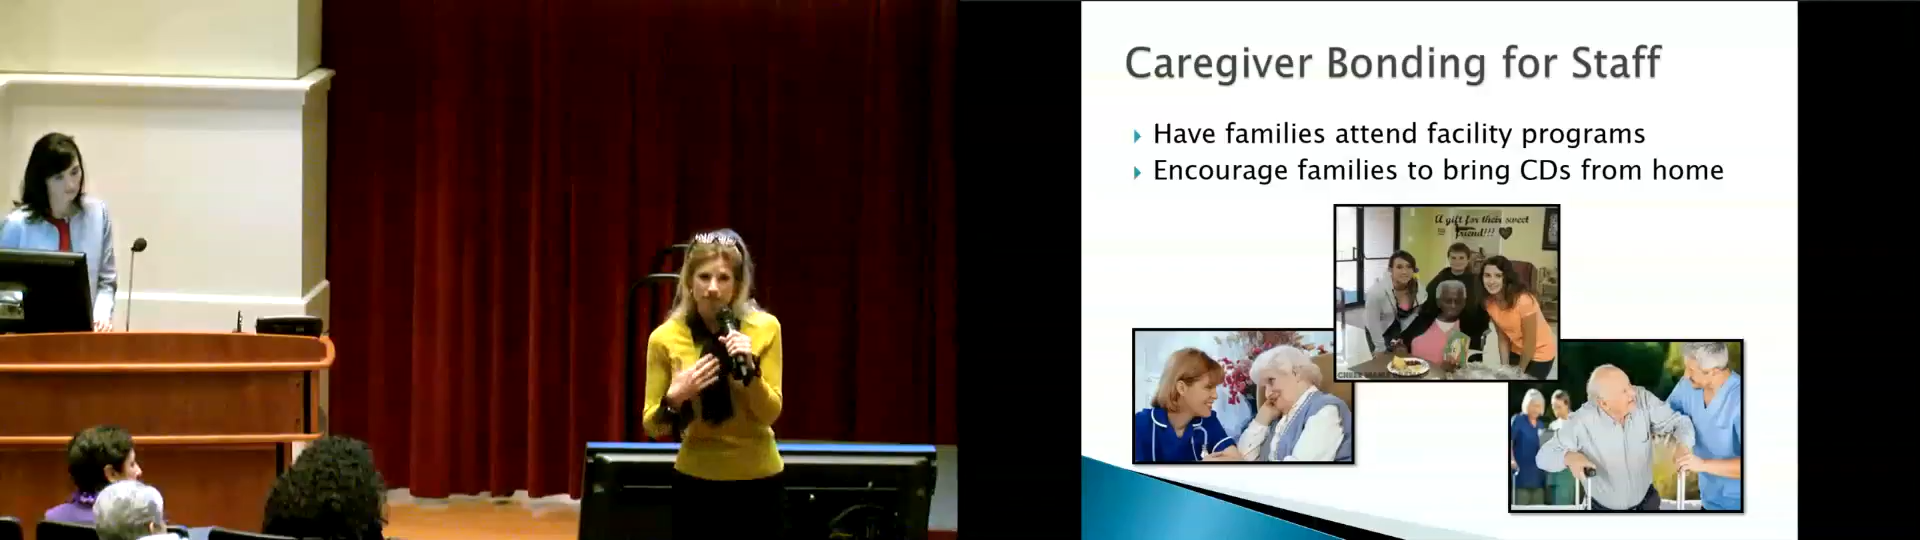 Caregiver Bonding for Staff
Have families attend facility programs
Encourage families to bring CDs from home
A gift for their sweet
friend!!!